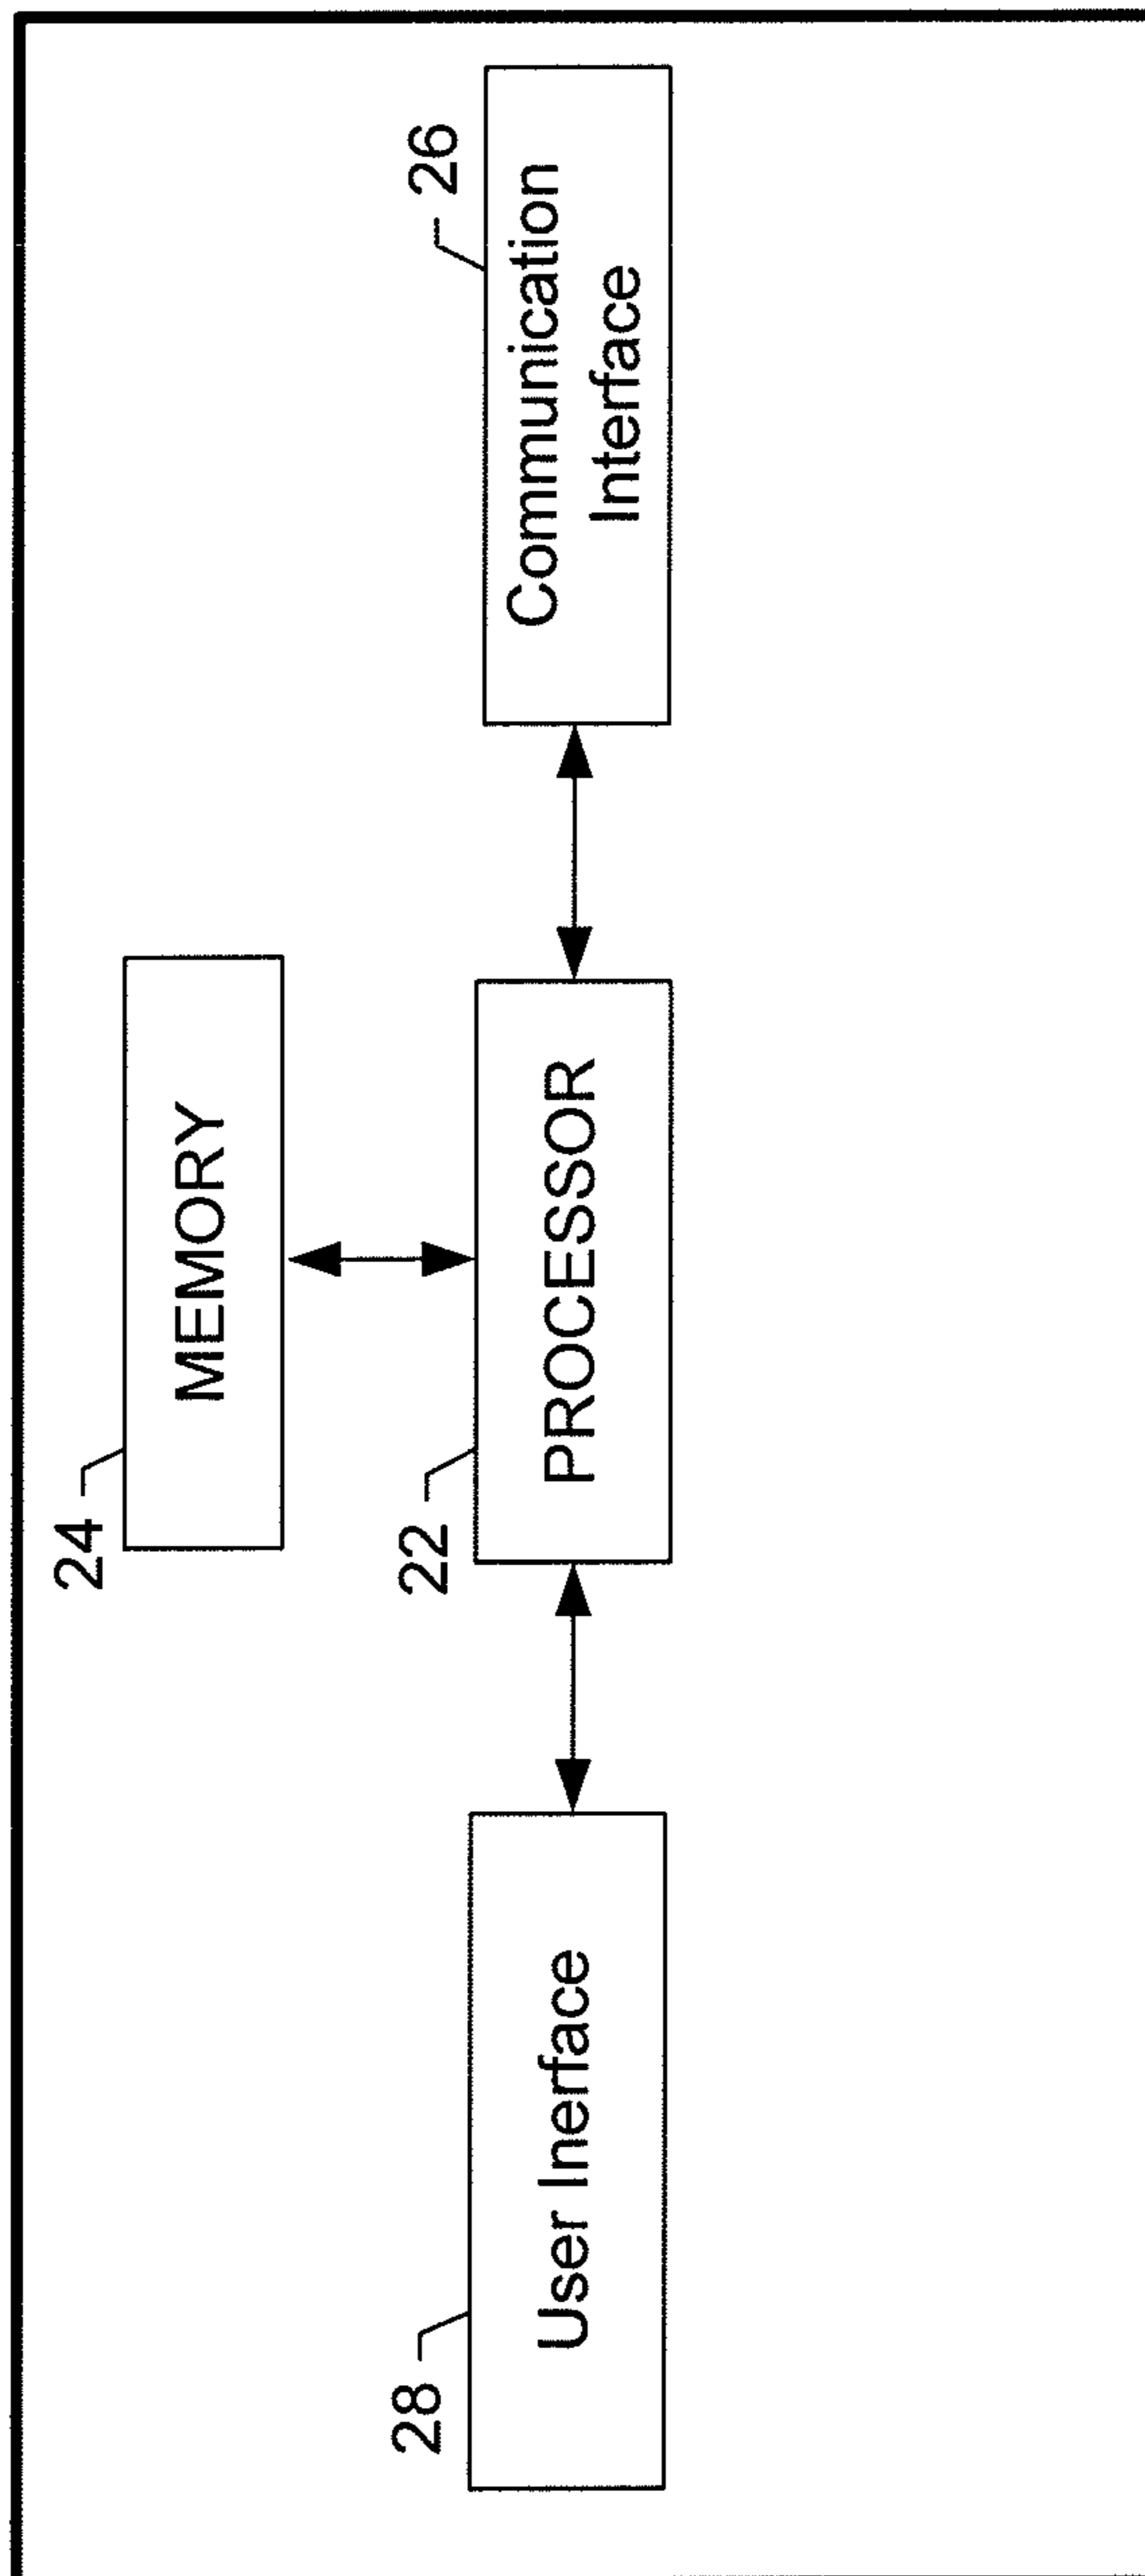 24
MEMORY
28
User Inerface
22
PROCESSOR
26
Communication
Interface